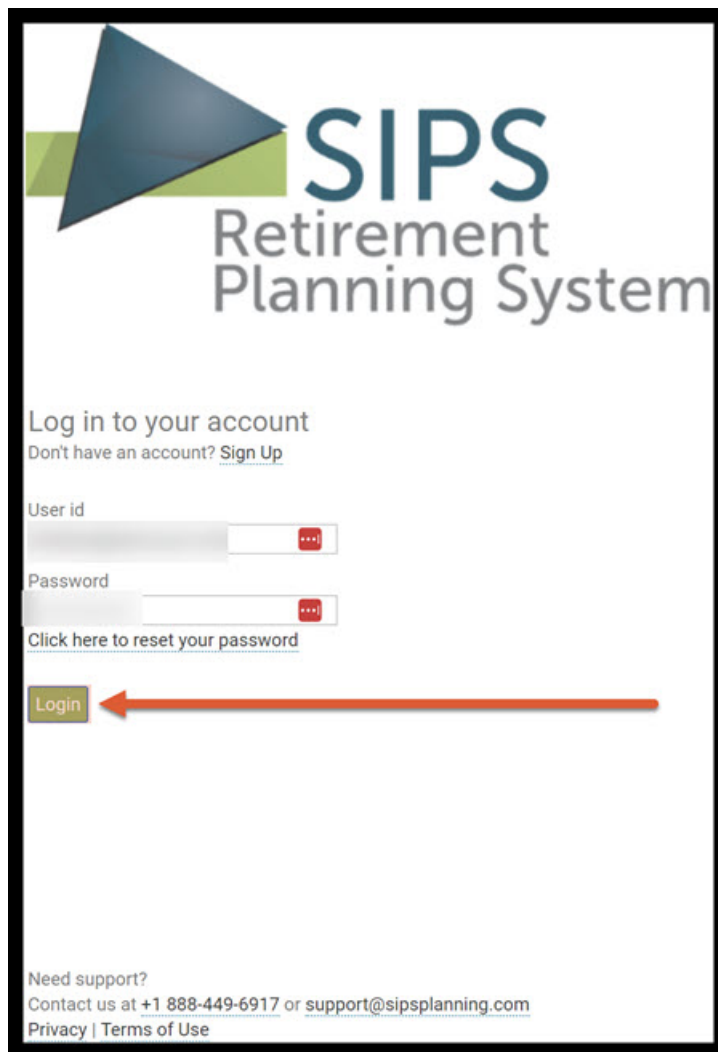 SIPS
Retirement
Planning System
Log in to your account
Don't have an account? Sign Up
User id
Password
Click here to reset your password
Login
Need support?
Contact us at +1 888-449-6917 or support@sipsplanning.com
Privacy | Terms of Use